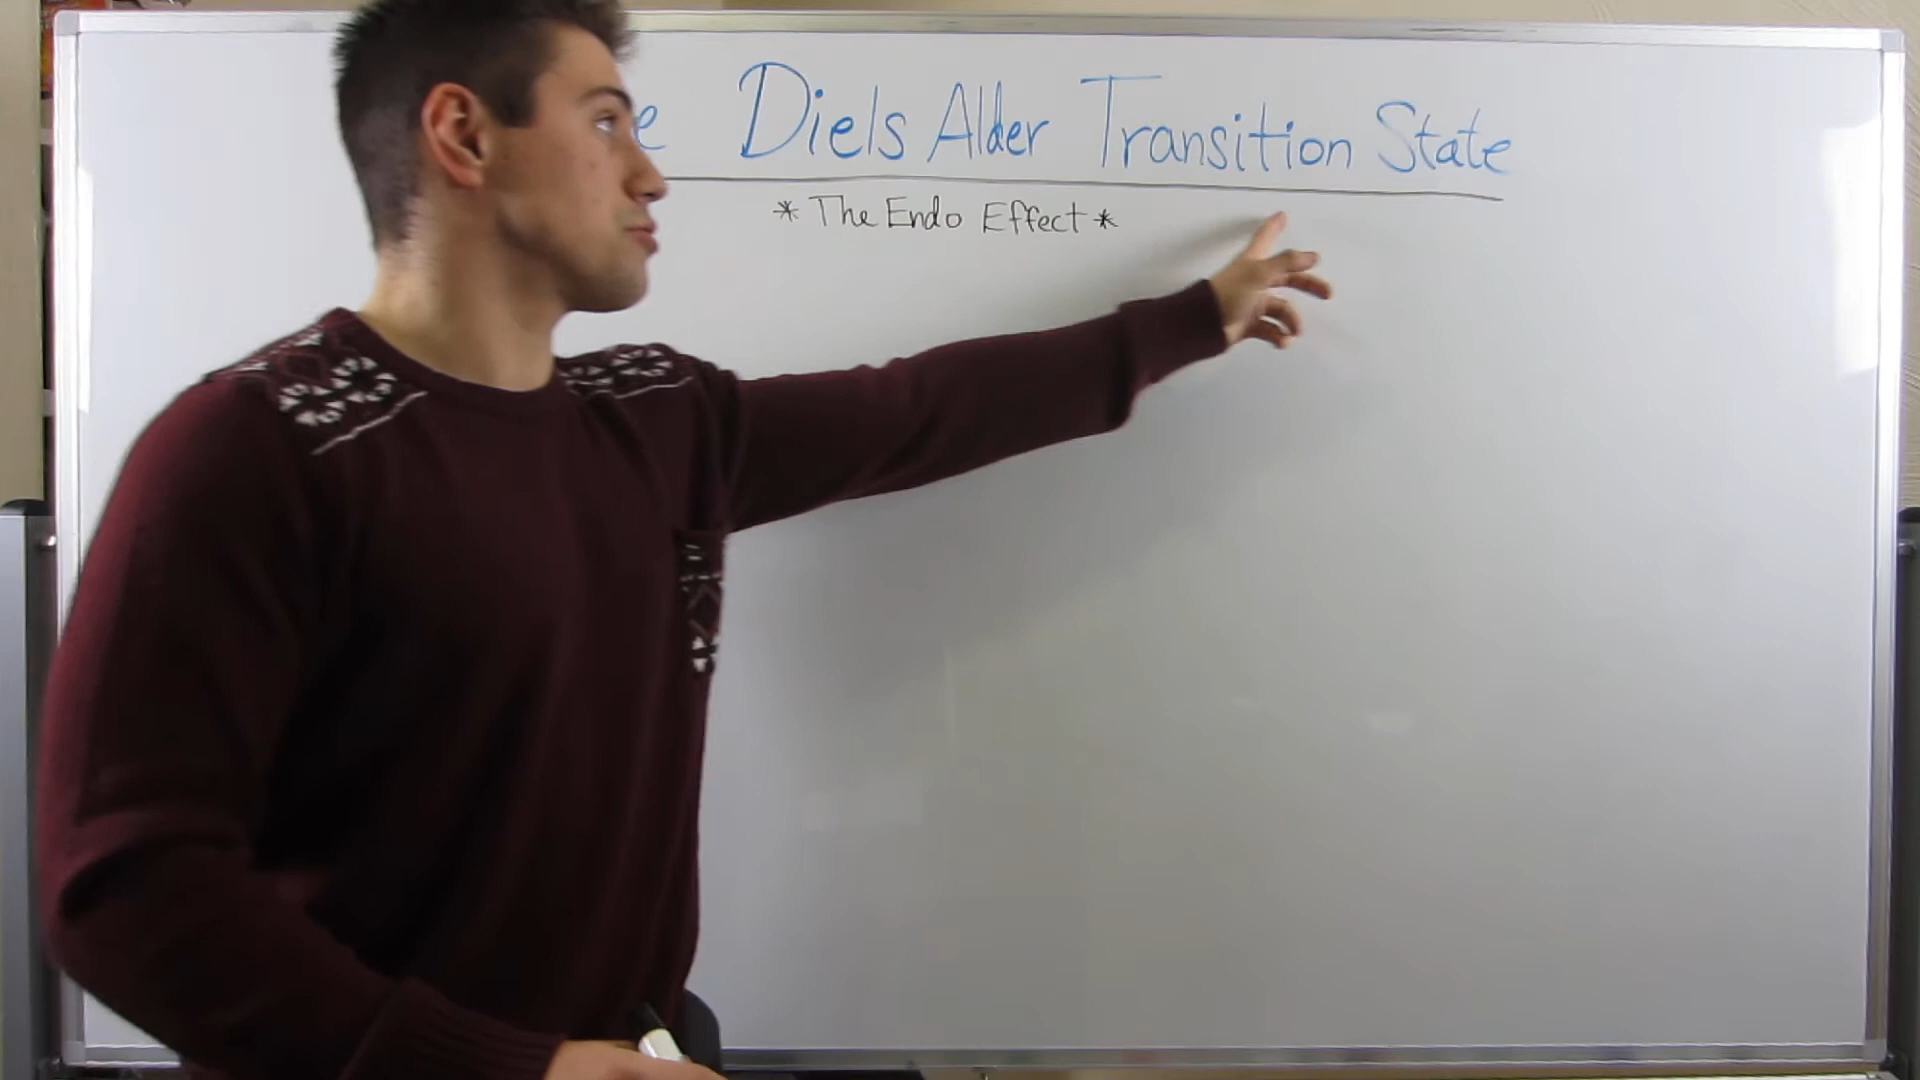 Diels Alder Transition State
* The Endo Effect *